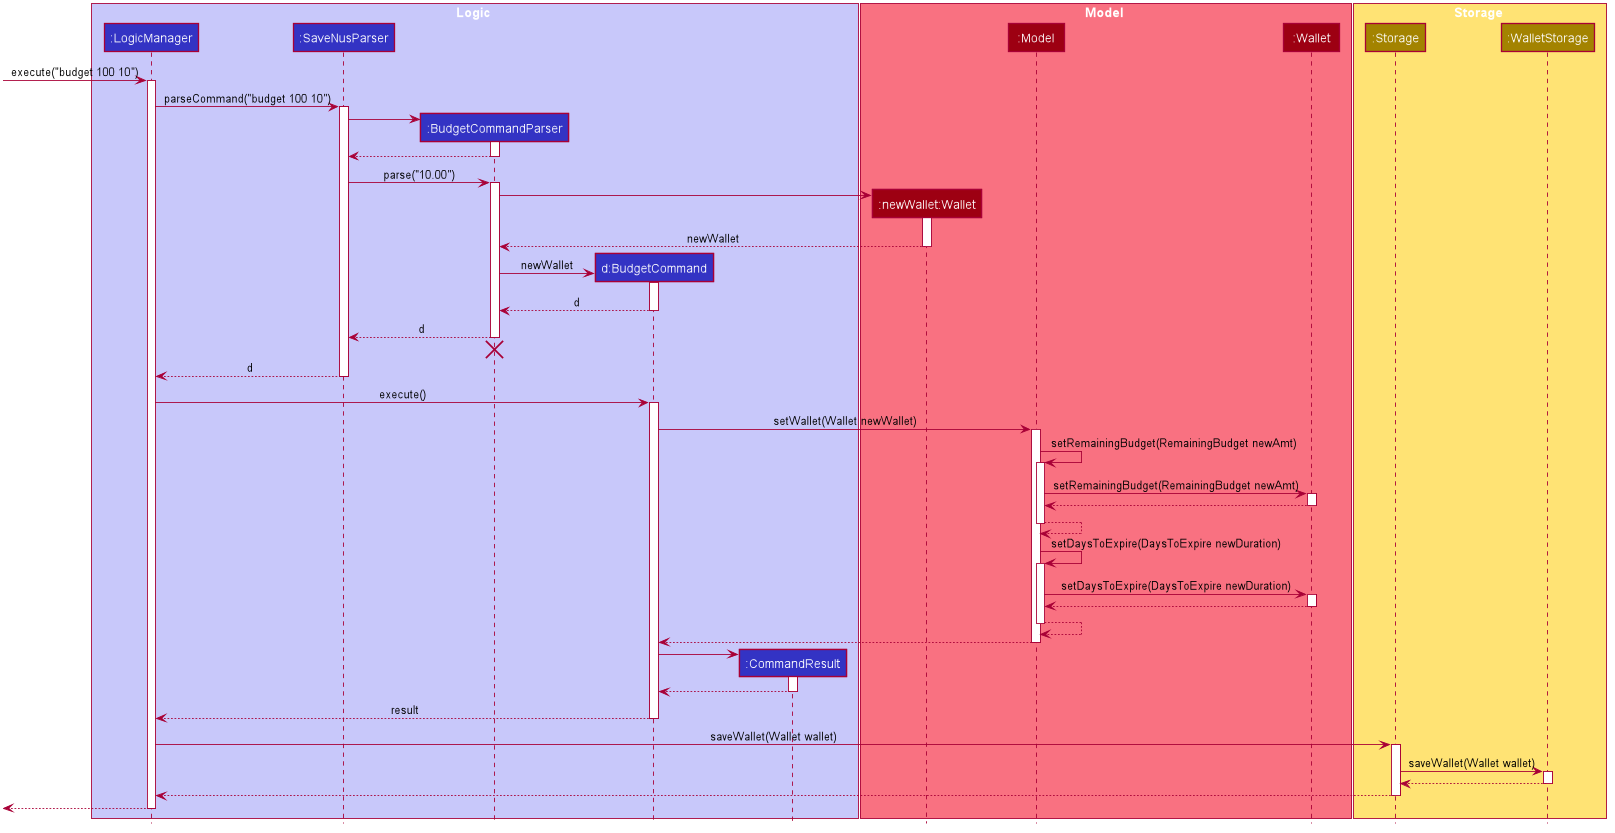 Logic
Model
Storage
:LogicManager
:SaveNusParser
:Model
:Wallet
:Storage
:WalletStorage
execute("budget 100 10")
parseCommand("budget 100 10")
:BudgetCommandParser
parse("10.00")
:newWallet:Wallet
newWallet
newWallet
d:BudgetCommand
d
d
d
execute()
setWallet(Wallet newWallet)
setRemainingBudget(RemainingBudget newAmt)
setRemainingBudget(RemainingBudget newAmt)
setDaysToExpire(DaysToExpire newDuration)
setDaysToExpire(DaysToExpire newDuration)
:CommandResult
result
saveWallet(Wallet wallet)
saveWallet(Wallet wallet)